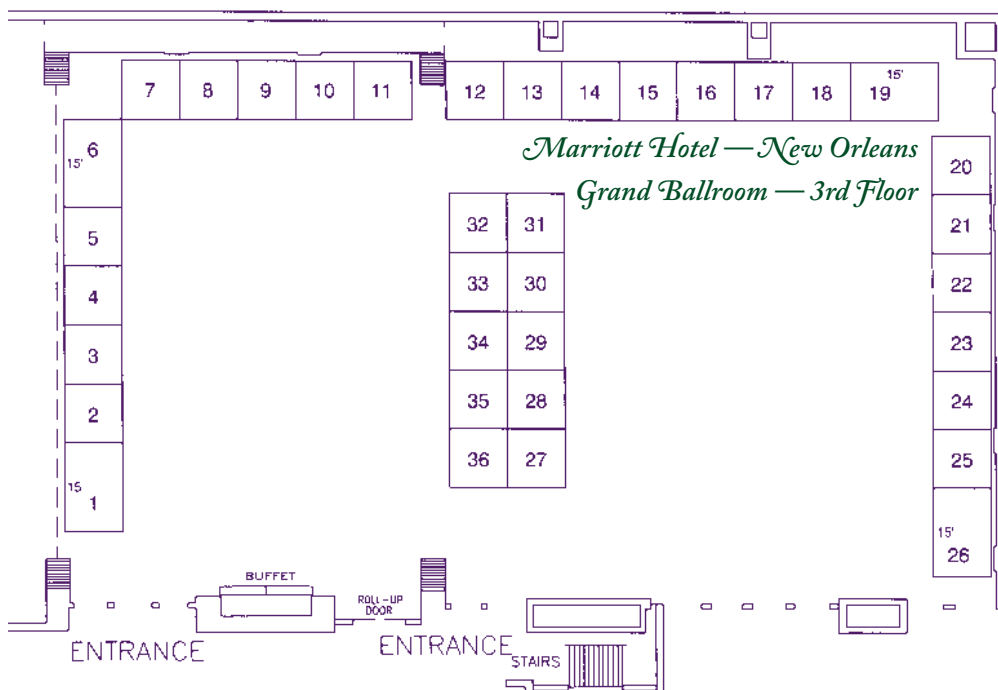 7 8 9 10 11 12 13 14 15 16 17 18 19 15'
6 15'
Marriott Hotel — New Orleans
Grand Ballroom — 3rd Floor
20
5
32 31
21
4
33 30
22
3
34 29
23
2
35 28
24
36 27
25
15
1
15'
26
BUFFET
ROLL-UP
DOOR
ENTRANCE
ENTRANCE
STAIRS